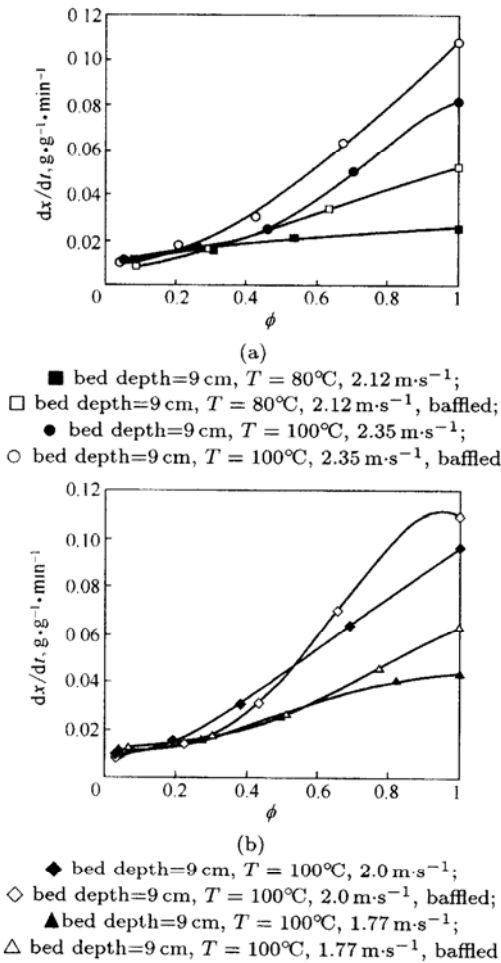 0.12
0.10
0.08
0.06
0.04
0.02
dx/dt, g•g⁻¹•min⁻¹
0 0.2 0.4 0.6 0.8 1
ϕ
(a)
■ bed depth=9 cm, T = 80℃, 2.12 m·s⁻¹;
□ bed depth=9 cm, T = 80℃, 2.12 m·s⁻¹, baffled;
● bed depth=9 cm, T = 100℃, 2.35 m·s⁻¹;
○ bed depth=9 cm, T = 100℃, 2.35 m·s⁻¹, baffled
0.12
0.10
0.08
0.06
0.04
0.02
dx/dt, g•g⁻¹•min⁻¹
0 0.2 0.4 0.6 0.8 1
ϕ
(b)
◆ bed depth=9 cm, T = 100℃, 2.0 m·s⁻¹;
◇ bed depth=9 cm, T = 100℃, 2.0 m·s⁻¹, baffled;
▲bed depth=9 cm, T = 100℃, 1.77 m·s⁻¹;
△ bed depth=9 cm, T = 100℃, 1.77 m·s⁻¹, baffled